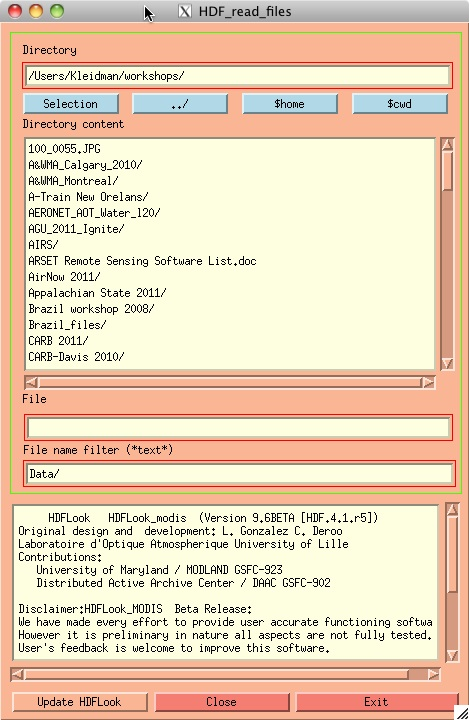 HDF_read_files
Directory
/Users/Kleidman/workshops/
Selection ../ $home $cwd
Directory content
100_0055.JPG
A&WMA_Calgary_2010/
A&WMA_Montreal/
A-Train New Orelans/
AERONET_AOT_Water_l20/
AGU_2011_Ignite/
AIRS/
ARSET Remote Sensing Software List.doc
AirNow 2011/
Appalachian State 2011/
Brazil workshop 2008/
Brazil_files/
CARB 2011/
CARB-Davis 2010/
File
File name filter (*text*)
Data/
HDFLook HDFLook_modis (Version 9.6BETA [HDF.4.1.r5])
Original design and development: L. Gonzalez C. Deroo
Laboratoire d'Optique Atmospherique University of Lille
Contributions:
University of Maryland / MODLAND GSFC-923
Distributed Active Archive Center / DAAC GSFC-902
Disclaimer:HDFLook_MODIS Beta Release:
We have made every effort to provide user accurate functioning softwa
However it is preliminary in nature all aspects are not fully tested.
User's feedback is welcome to improve this software.
Update HDFLook Close Exit